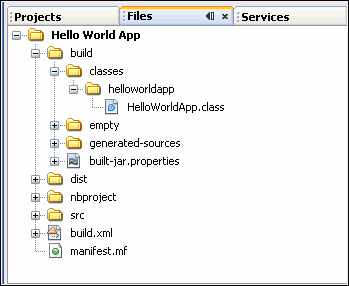 Projects Files Services
Hello World App
build
classes
helloworldapp
HelloWorldApp.class
empty
generated-sources
built-jar.properties
dist
nbproject
src
build.xml
manifest.mf